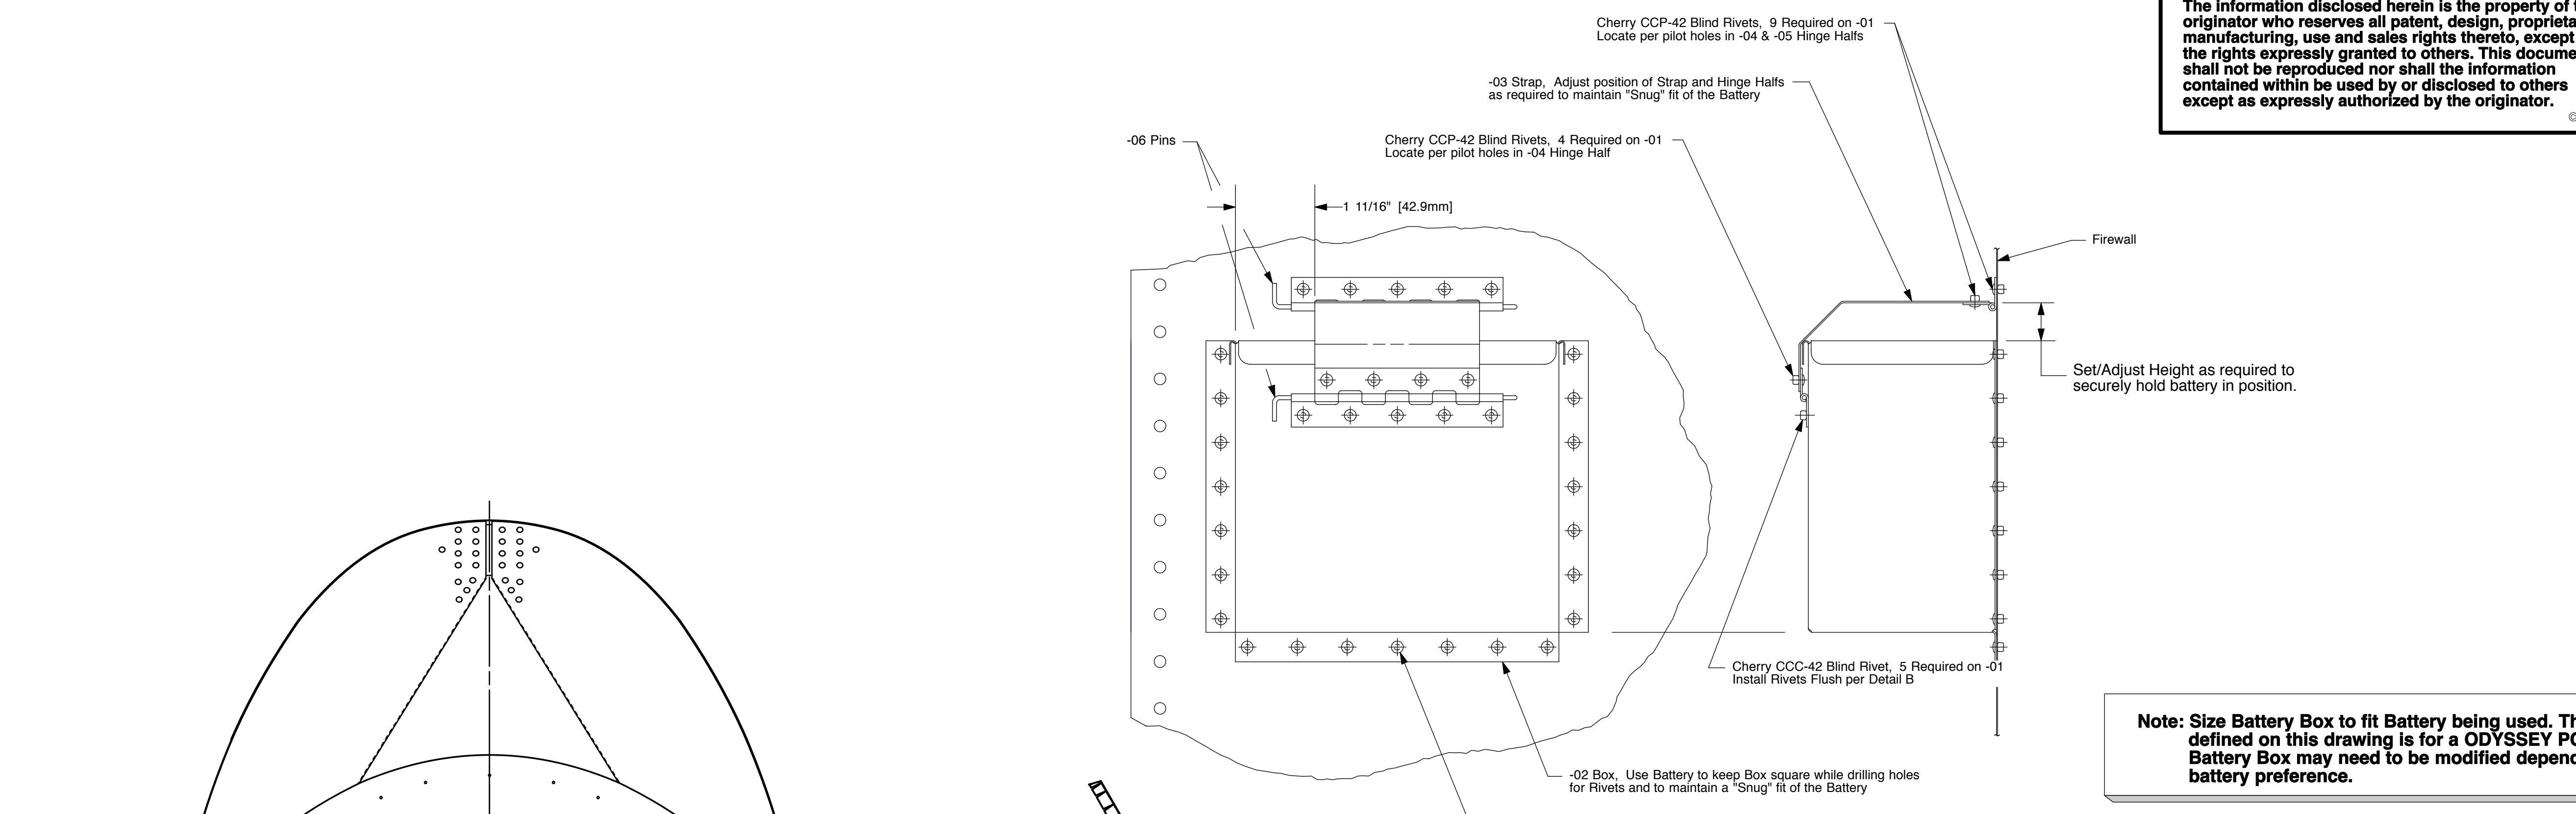 The information disclosed herein is the property of
originator who reserves all patent, design,
manufacturing, use and sales rights thereto, except
the rights expressly granted to others. This
shall not be reproduced nor shall the information
contained within be used by or disclosed to others
except as expressly authorized by the originator.
©
Cherry CCP-42 Blind Rivets, 9 Required on -01
Locate per pilot holes in -04 & -05 Hinge Halfs
-03 Strap, Adjust position of Strap and Hinge Halfs
as required to maintain "Snug" fit of the Battery
-06 Pins
Cherry CCP-42 Blind Rivets, 4 Required on -01
Locate per pilot holes in -04 Hinge Half
1 11/16" [42.9mm]
Firewall
Set/Adjust Height as required to
securely hold battery in position.
Cherry CCC-42 Blind Rivet, 5 Required on -01
Install Rivets Flush per Detail B
Note: Size Battery Box to fit Battery being used.
defined on this drawing is for a ODYSSEY
Battery Box may need to be modified
battery preference.
-02 Box, Use Battery to keep Box square while drilling holes
for Rivets and to maintain a "Snug" fit of the Battery